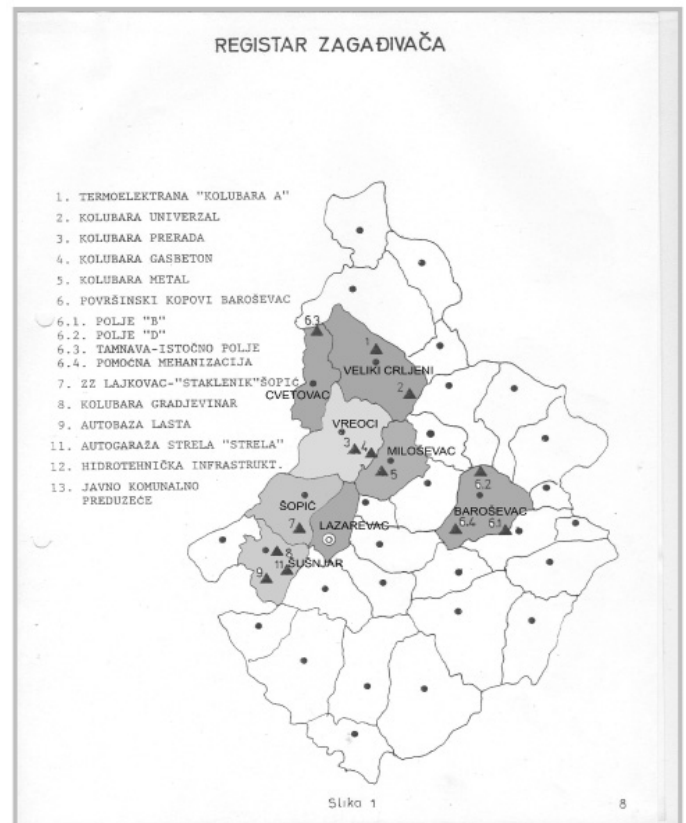 REGISTAR ZAGAĐIVAČA
1. TERMOELEKTRANA "KOLUBARA A"
2. KOLUBARA UNIVERZAL
3. KOLUBARA PRERADA
4. KOLUBARA GASBETON
5. KOLUBARA METAL
6. POVRŠINSKI KOPOVI BAROŠEVAC
6.1. POLJE "B"
6.2. POLJE "D"
6.3. TAMNAVA-ISTOČNO POLJE
6.4. POMOĆNA MEHANIZACIJA
7. ZZ LAJKOVAC-"STAKLENIK"ŠOPIĆ
8. KOLUBARA GRADJEVINAR
9. AUTOBAZA LASTA
11. AUTOGARAŽA STRELA "STRELA"
12. HIDROTEHNIČKA INFRASTRUKT.
13. JAVNO KOMUNALNO
PREDUZEĆE
6.3
1
VELIKI CRLJENI
CVETOVAC
2
VREOCI
3
4
MILOŠEVAC
5
6.2
ŠOPIĆ
BAROŠEVAC
7
LAZAREVAC
6.4
6.1
8
11
ŠUŠNJAR
9
Slika 1
8